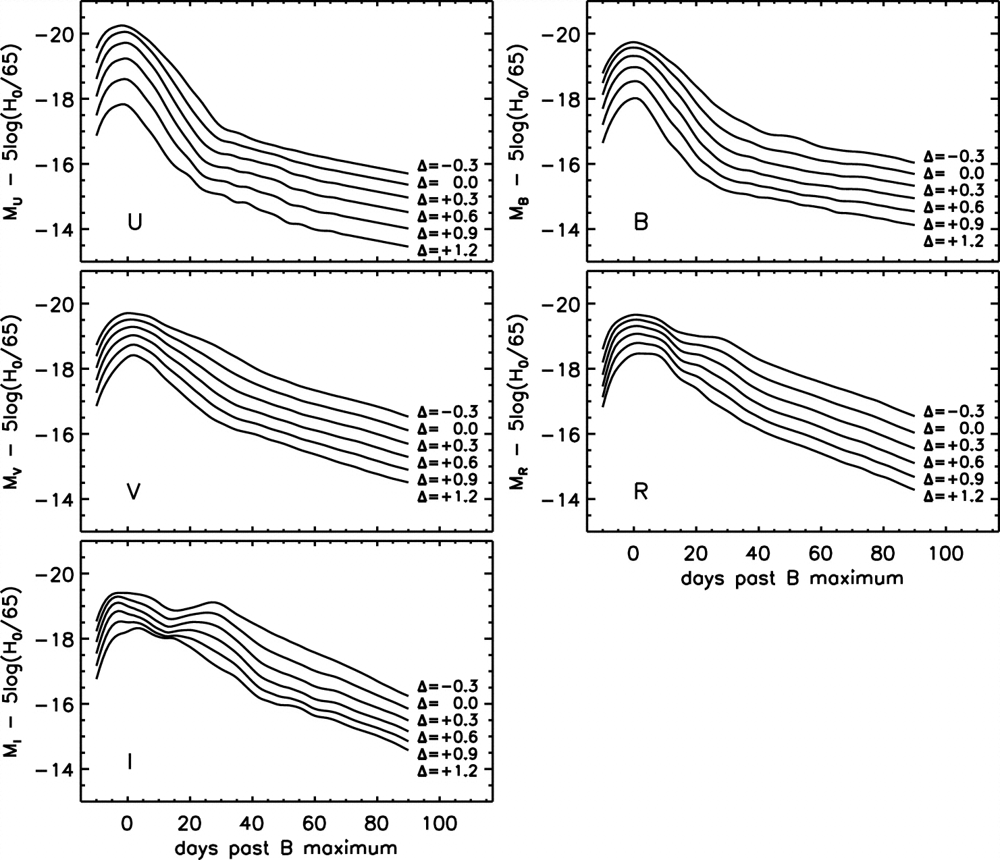 M_U − 5log(H_0/65)
−20
−18
−16
−14
U
Δ=−0.3
Δ= 0.0
Δ=+0.3
Δ=+0.6
Δ=+0.9
Δ=+1.2
M_B − 5log(H_0/65)
−20
−18
−16
−14
B
Δ=−0.3
Δ= 0.0
Δ=+0.3
Δ=+0.6
Δ=+0.9
Δ=+1.2
M_V − 5log(H_0/65)
−20
−18
−16
−14
V
Δ=−0.3
Δ= 0.0
Δ=+0.3
Δ=+0.6
Δ=+0.9
Δ=+1.2
M_R − 5log(H_0/65)
−20
−18
−16
−14
R
Δ=−0.3
Δ= 0.0
Δ=+0.3
Δ=+0.6
Δ=+0.9
Δ=+1.2
0 20 40 60 80 100
days past B maximum
M_I − 5log(H_0/65)
−20
−18
−16
−14
I
Δ=−0.3
Δ= 0.0
Δ=+0.3
Δ=+0.6
Δ=+0.9
Δ=+1.2
0 20 40 60 80 100
days past B maximum